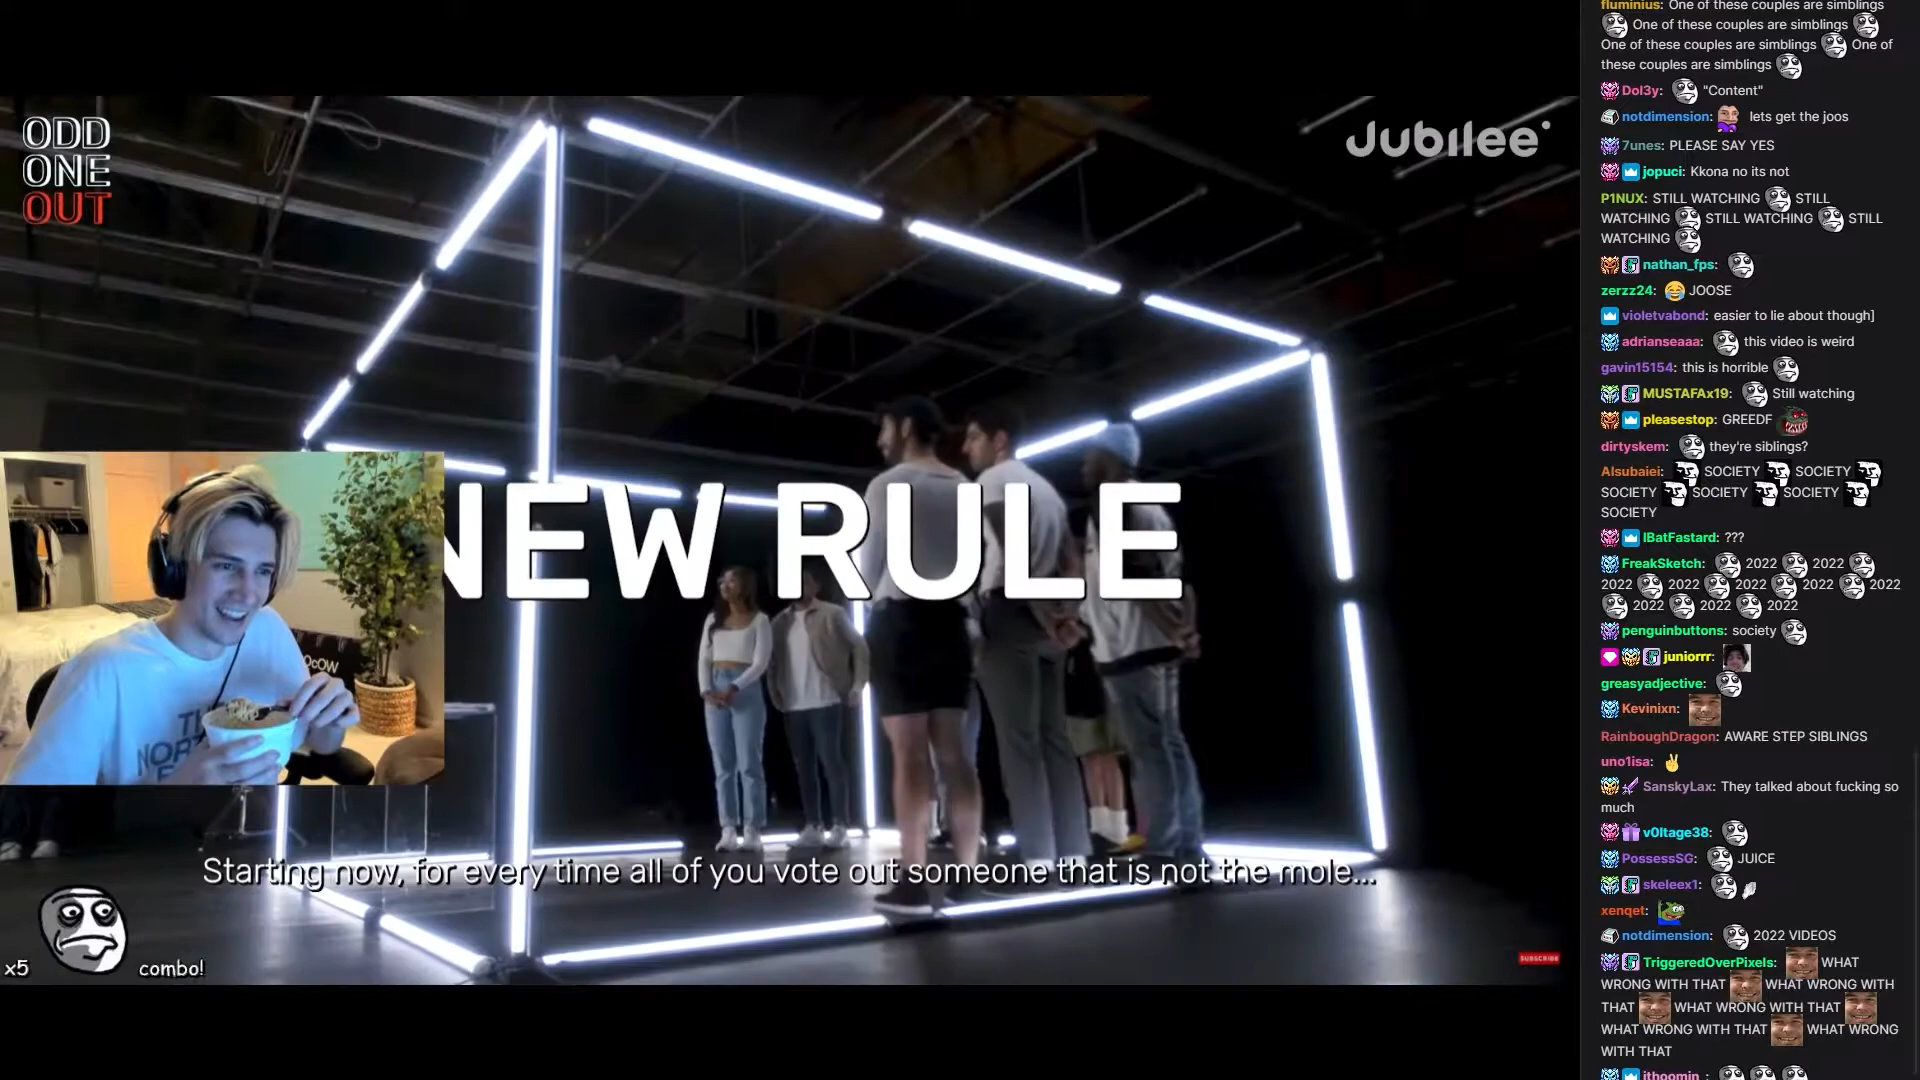 ODD
ONE
OUT
Jubilee
NEW RULE
Starting now, for every time all of you vote out someone that is not the mole...
SUBSCRIBE
x5
combo!
THE
NOR
fluminius: One of these couples are simblings
One of these couples are simblings
One of these couples are simblings One of
these couples are simblings
Dol3y: "Content"
notdimension: lets get the joos
7unes: PLEASE SAY YES
jopuci: Kkona no its not
P1NUX: STILL WATCHING STILL
WATCHING STILL WATCHING STILL
WATCHING
nathan_fps:
zerzz24: 😂 JOOSE
violetvabond: easier to lie about though]
adrianseaaa: this video is weird
gavin15154: this is horrible
MUSTAFAx19: Still watching
pleasestop: GREEDF
dirtyskem: they're siblings?
Alsubaiei: SOCIETY SOCIETY
SOCIETY SOCIETY SOCIETY
SOCIETY
IBatFastard: ???
FreakSketch: 2022 2022
2022 2022 2022 2022 2022
2022 2022 2022
penguinbuttons: society
juniorrr:
greasyadjective:
Kevinixn:
RainboughDragon: AWARE STEP SIBLINGS
uno1isa: ✌
SanskyLax: They talked about fucking so
much
v0ltage38:
PossessSG: JUICE
skeleex1:
xenqet:
notdimension: 2022 VIDEOS
TriggeredOverPixels: WHAT
WRONG WITH THAT WHAT WRONG WITH
THAT WHAT WRONG WITH THAT
WHAT WRONG WITH THAT WHAT WRONG
WITH THAT
ithoomin_: